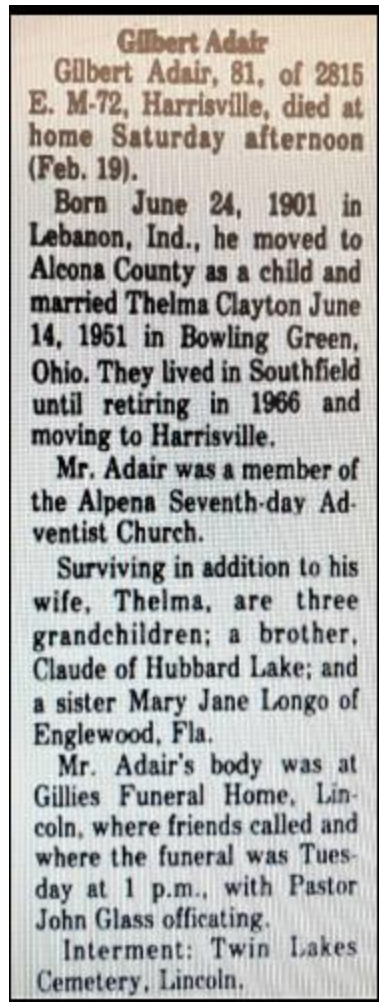 Gilbert Adair
Gilbert Adair, 81, of 2815
E. M-72, Harrisville, died at
home Saturday afternoon
(Feb. 19).
Born June 24, 1901 in
Lebanon, Ind., he moved to
Alcona County as a child and
married Thelma Clayton June
14, 1951 in Bowling Green,
Ohio. They lived in Southfield
until retiring in 1966 and
moving to Harrisville.
Mr. Adair was a member of
the Alpena Seventh-day Ad-
ventist Church.
Surviving in addition to his
wife, Thelma, are three
grandchildren; a brother,
Claude of Hubbard Lake; and
a sister Mary Jane Longo of
Englewood, Fla.
Mr. Adair's body was at
Gillies Funeral Home, Lin-
coln, where friends called and
where the funeral was Tues-
day at 1 p.m., with Pastor
John Glass officating.
Interment: Twin Lakes
Cemetery, Lincoln.